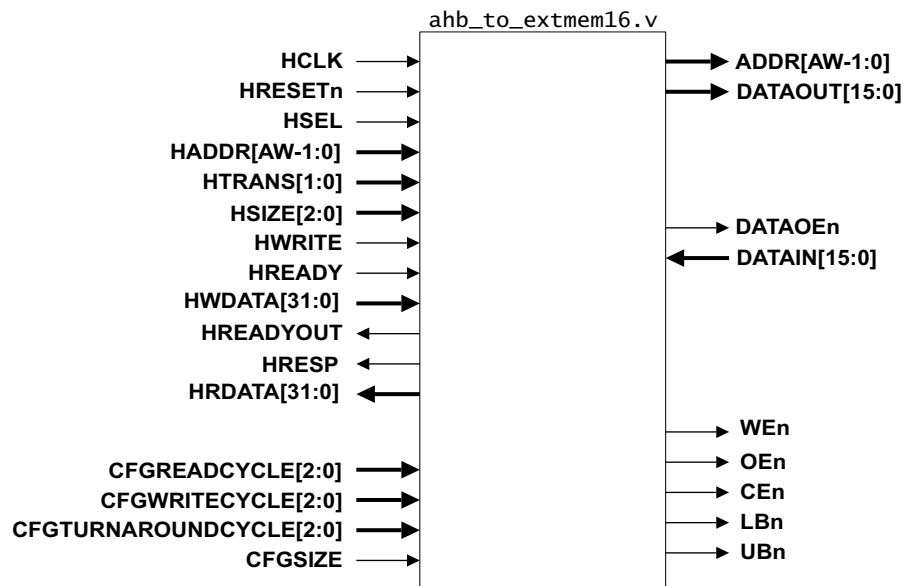 ahb_to_extmem16.v
HCLK
HRESETn
HSEL
HADDR[AW-1:0]
HTRANS[1:0]
HSIZE[2:0]
HWRITE
HREADY
HWDATA[31:0]
HREADYOUT
HRESP
HRDATA[31:0]
CFGREADCYCLE[2:0]
CFGWRITECYCLE[2:0]
CFGTURNAROUNDCYCLE[2:0]
CFGSIZE
ADDR[AW-1:0]
DATAOUT[15:0]
DATAOEn
DATAIN[15:0]
WEn
OEn
CEn
LBn
UBn